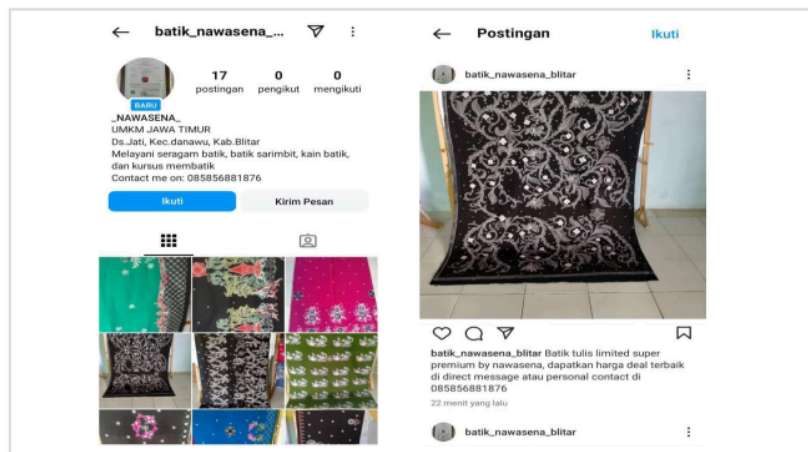 batik_nawasena_...
17 0 0
postingan pengikut mengikuti
BARU
_NAWASENA_
UMKM JAWA TIMUR
Ds.Jati, Kec.danawu, Kab.Blitar
Melayani seragam batik, batik sarimbit, kain batik,
dan kursus membatik
Contact me on: 085856881876
Ikuti Kirim Pesan
Postingan Ikuti
batik_nawasena_blitar
batik_nawasena_blitar Batik tulis limited super
premium by nawasena, dapatkan harga deal terbaik
di direct message atau personal contact di
085856881876
22 menit yang lalu
batik_nawasena_blitar